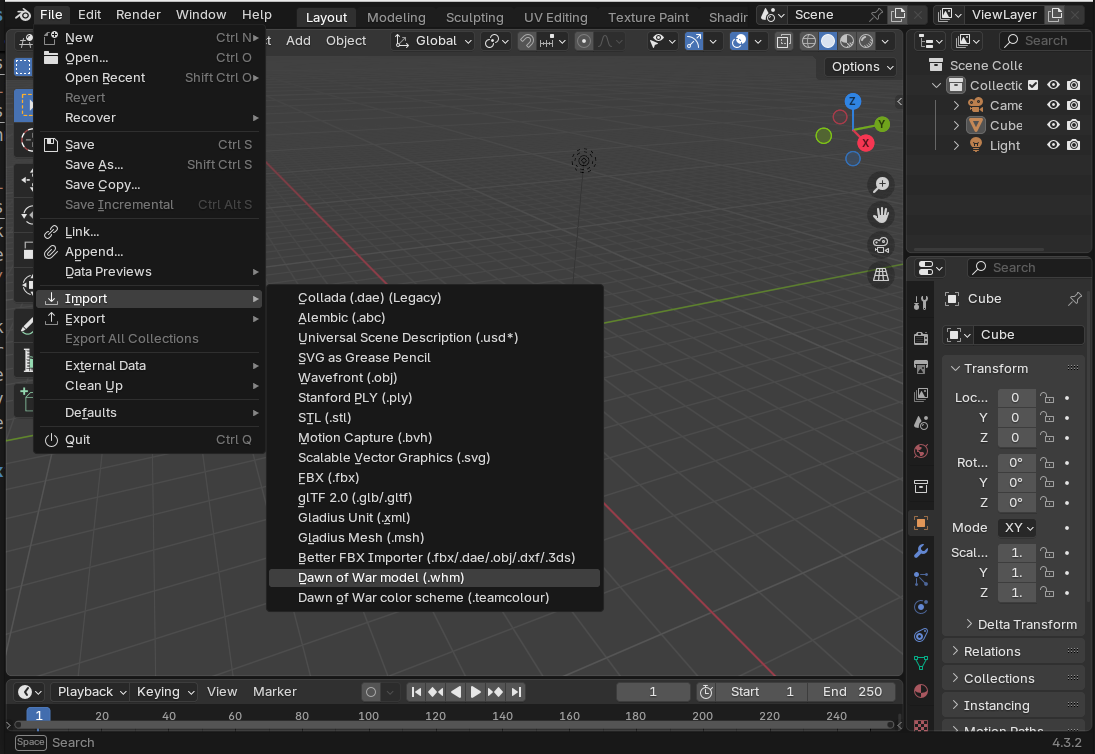 File Edit Render Window Help Layout Modeling Sculpting UV Editing Texture Paint Shadir Scene ViewLayer
New Ctrl N
Open... Ctrl O
Open Recent Shift Ctrl O
Revert
Recover
Save Ctrl S
Save As... Shift Ctrl S
Save Copy...
Save Incremental Ctrl Alt S
Link...
Append...
Data Previews
Import
Export
Export All Collections
External Data
Clean Up
Defaults
Quit Ctrl Q
t Add Object Global
Options
Z
Y
X
Collada (.dae) (Legacy)
Alembic (.abc)
Universal Scene Description (.usd*)
SVG as Grease Pencil
Wavefront (.obj)
Stanford PLY (.ply)
STL (.stl)
Motion Capture (.bvh)
Scalable Vector Graphics (.svg)
FBX (.fbx)
glTF 2.0 (.glb/.gltf)
Gladius Unit (.xml)
Gladius Mesh (.msh)
Better FBX Importer (.fbx/.dae/.obj/.dxf/.3ds)
Dawn of War model (.whm)
Dawn of War color scheme (.teamcolour)
Search
Scene Colle
Collectic
Came
Cube
Light
Search
Cube
Cube
Transform
Loc... 0
Y 0
Z 0
Rot... 0°
Y 0°
Z 0°
Mode XY
Scal... 1.
Y 1.
Z 1.
Delta Transform
Relations
Collections
Instancing
Motion Paths
Playback Keying View Marker 1 Start 1 End 250
1 20 40 60 80 100 120 140 160 180 200 220 240
Space Search 4.3.2